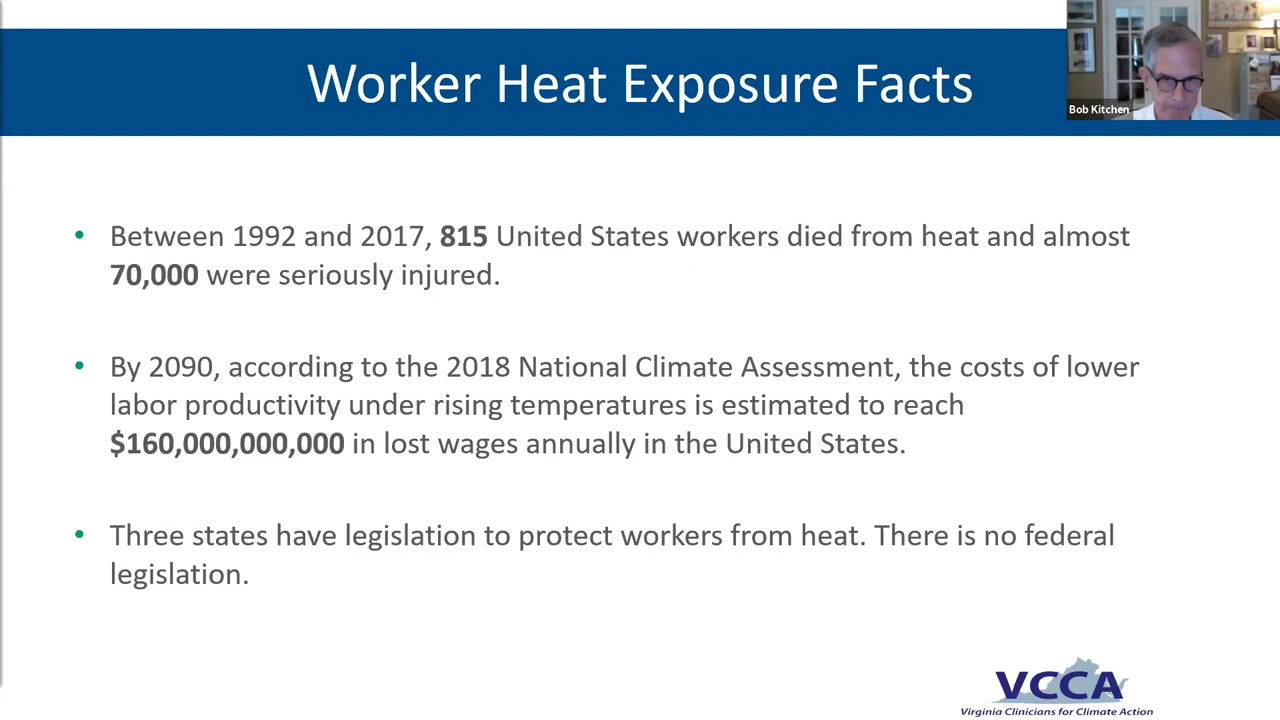 Worker Heat Exposure Facts
Bob Kitchen
• Between 1992 and 2017, 815 United States workers died from heat and almost
70,000 were seriously injured.
• By 2090, according to the 2018 National Climate Assessment, the costs of lower
labor productivity under rising temperatures is estimated to reach
$160,000,000,000 in lost wages annually in the United States.
• Three states have legislation to protect workers from heat. There is no federal
legislation.
VCCA
Virginia Clinicians for Climate Action